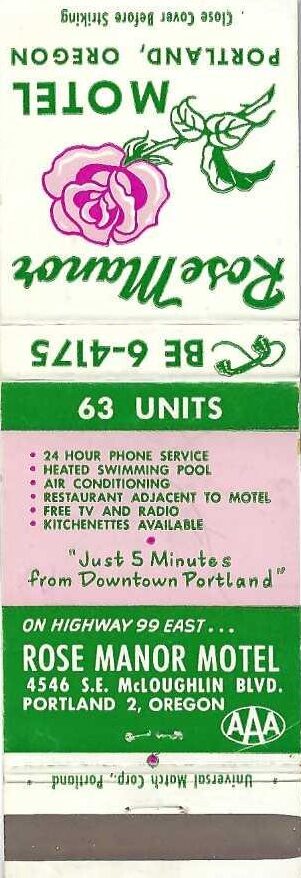 Rose Manor
MOTEL
PORTLAND, OREGON
Close Cover Before Striking
BE 6-4175
63 UNITS
• 24 HOUR PHONE SERVICE
• HEATED SWIMMING POOL
• AIR CONDITIONING
• RESTAURANT ADJACENT TO MOTEL
• FREE TV AND RADIO
• KITCHENETTES AVAILABLE
"Just 5 Minutes
from Downtown Portland"
ON HIGHWAY 99 EAST...
ROSE MANOR MOTEL
4546 S.E. McLOUGHLIN BLVD.
PORTLAND 2, OREGON
AAA
Universal Match Corp., Portland